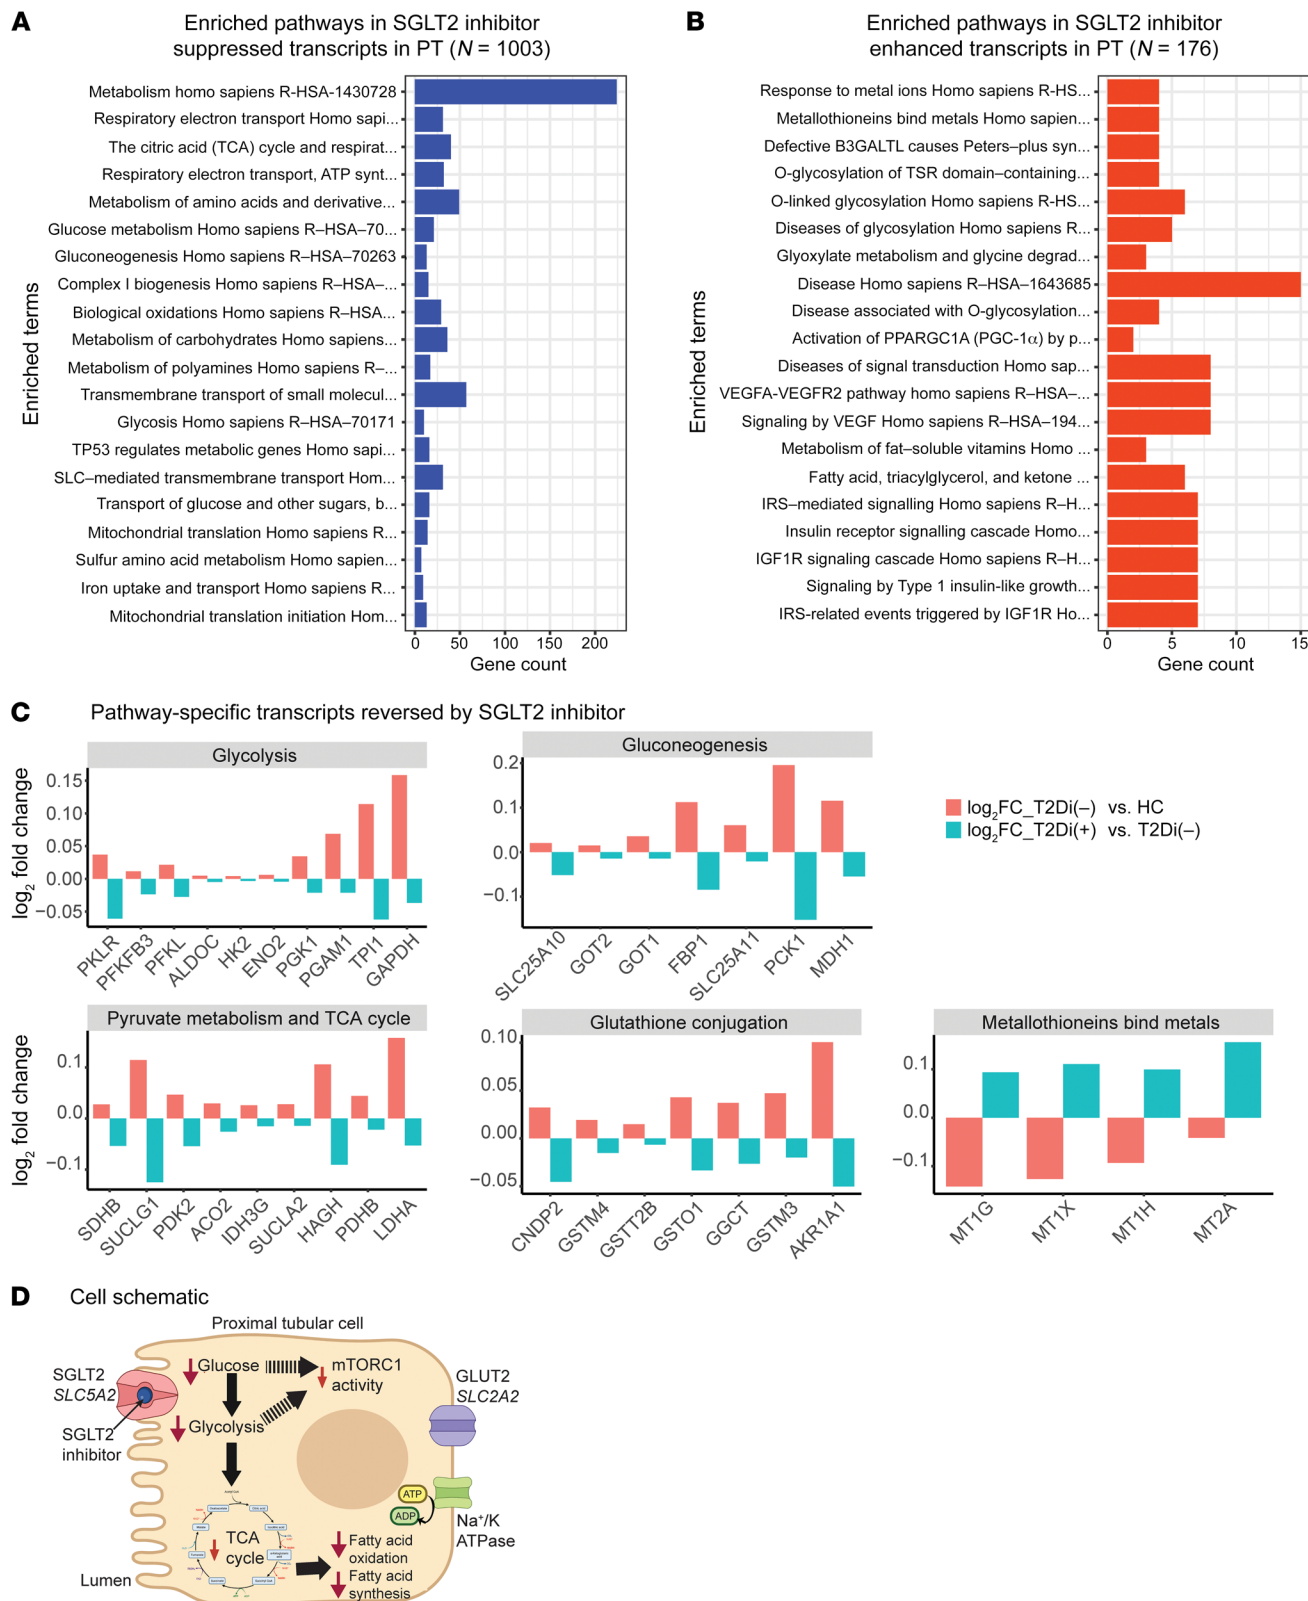 A
Enriched pathways in SGLT2 inhibitor
suppressed transcripts in PT (N = 1003)
Enriched terms
Metabolism homo sapiens R-HSA-1430728
Respiratory electron transport Homo sapi...
The citric acid (TCA) cycle and respirat...
Respiratory electron transport, ATP synt...
Metabolism of amino acids and derivative...
Glucose metabolism Homo sapiens R–HSA–70...
Gluconeogenesis Homo sapiens R–HSA–70263
Complex I biogenesis Homo sapiens R–HSA–...
Biological oxidations Homo sapiens R–HSA...
Metabolism of carbohydrates Homo sapiens...
Metabolism of polyamines Homo sapiens R–...
Transmembrane transport of small molecul...
Glycosis Homo sapiens R–HSA–70171
TP53 regulates metabolic genes Homo sapi...
SLC–mediated transmembrane transport Hom...
Transport of glucose and other sugars, b...
Mitochondrial translation Homo sapiens R...
Sulfur amino acid metabolism Homo sapien...
Iron uptake and transport Homo sapiens R...
Mitochondrial translation initiation Hom...
0 50 100 150 200
Gene count
B
Enriched pathways in SGLT2 inhibitor
enhanced transcripts in PT (N = 176)
Enriched terms
Response to metal ions Homo sapiens R-HS...
Metallothioneins bind metals Homo sapien...
Defective B3GALTL causes Peters–plus syn...
O-glycosylation of TSR domain–containing...
O-linked glycosylation Homo sapiens R-HS...
Diseases of glycosylation Homo sapiens R...
Glyoxylate metabolism and glycine degrad...
Disease Homo sapiens R–HSA–1643685
Disease associated with O-glycosylation...
Activation of PPARGC1A (PGC-1α) by p...
Diseases of signal transduction Homo sap...
VEGFA-VEGFR2 pathway homo sapiens R–HSA–...
Signaling by VEGF Homo sapiens R–HSA–194...
Metabolism of fat–soluble vitamins Homo ...
Fatty acid, triacylglycerol, and ketone ...
IRS–mediated signalling Homo sapiens R–H...
Insulin receptor signalling cascade Homo...
IGF1R signaling cascade Homo sapiens R–H...
Signaling by Type 1 insulin-like growth...
IRS-related events triggered by IGF1R Ho...
0 5 10 15
Gene count
C
Pathway-specific transcripts reversed by SGLT2 inhibitor
Glycolysis
log2 fold change
0.15
0.10
0.05
0.00
−0.05
PKLR PFKFB3 PFKL ALDOC HK2 ENO2 PGK1 PGAM1 TPI1 GAPDH
Gluconeogenesis
0.2
0.1
0.0
−0.1
SLC25A10 GOT2 GOT1 FBP1 SLC25A11 PCK1 MDH1
log2FC_T2Di(–) vs. HC
log2FC_T2Di(+) vs. T2Di(–)
Pyruvate metabolism and TCA cycle
log2 fold change
0.1
0.0
−0.1
SDHB SUCLG1 PDK2 ACO2 IDH3G SUCLA2 HAGH PDHB LDHA
Glutathione conjugation
0.10
0.05
0.00
−0.05
CNDP2 GSTM4 GSTT2B GSTO1 GGCT GSTM3 AKR1A1
Metallothioneins bind metals
0.1
0.0
−0.1
MT1G MT1X MT1H MT2A
D
Cell schematic
Proximal tubular cell
SGLT2
SLC5A2
SGLT2
inhibitor
Lumen
Glucose
Glycolysis
mTORC1
activity
TCA
cycle
Fatty acid
oxidation
Fatty acid
synthesis
ATP
ADP
GLUT2
SLC2A2
Na+/K
ATPase